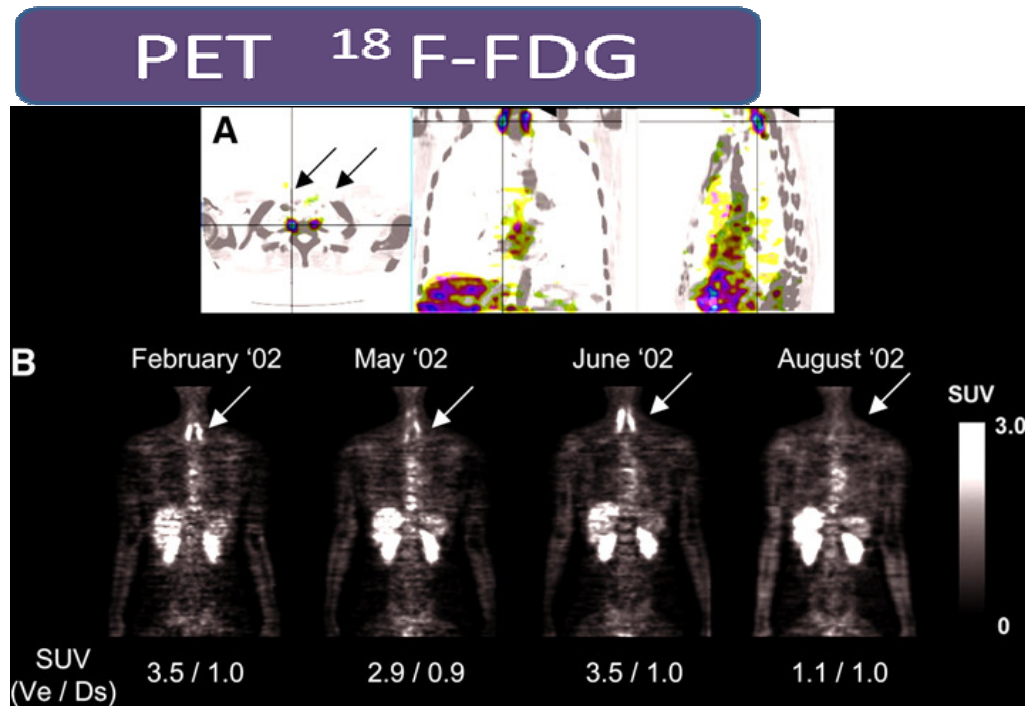 PET ¹⁸ F-FDG
A
B
February ‘02 May ‘02 June ‘02 August ‘02
SUV
3.0
0
SUV
(Ve / Ds) 3.5 / 1.0 2.9 / 0.9 3.5 / 1.0 1.1 / 1.0